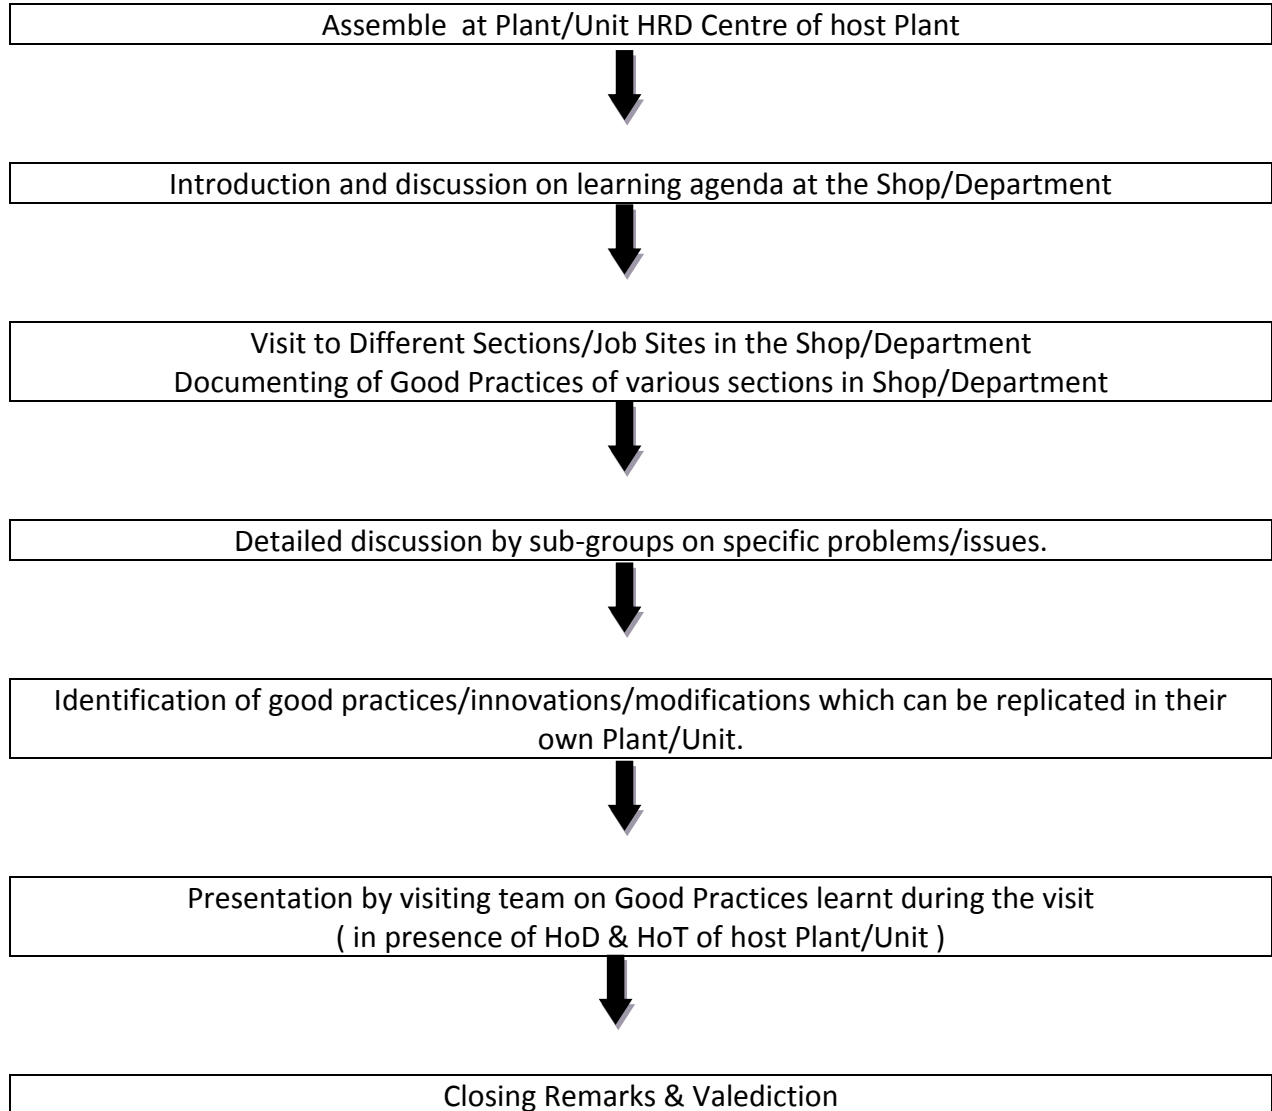 Assemble  at Plant/Unit HRD Centre of host Plant
Introduction and discussion on learning agenda at the Shop/Department
Visit to Different Sections/Job Sites in the Shop/Department
Documenting of Good Practices of various sections in Shop/Department
Detailed discussion by sub-groups on specific problems/issues.
Identification of good practices/innovations/modifications which can be replicated in their
own Plant/Unit.
Presentation by visiting team on Good Practices learnt during the visit
( in presence of HoD & HoT of host Plant/Unit )
Closing Remarks & Valediction